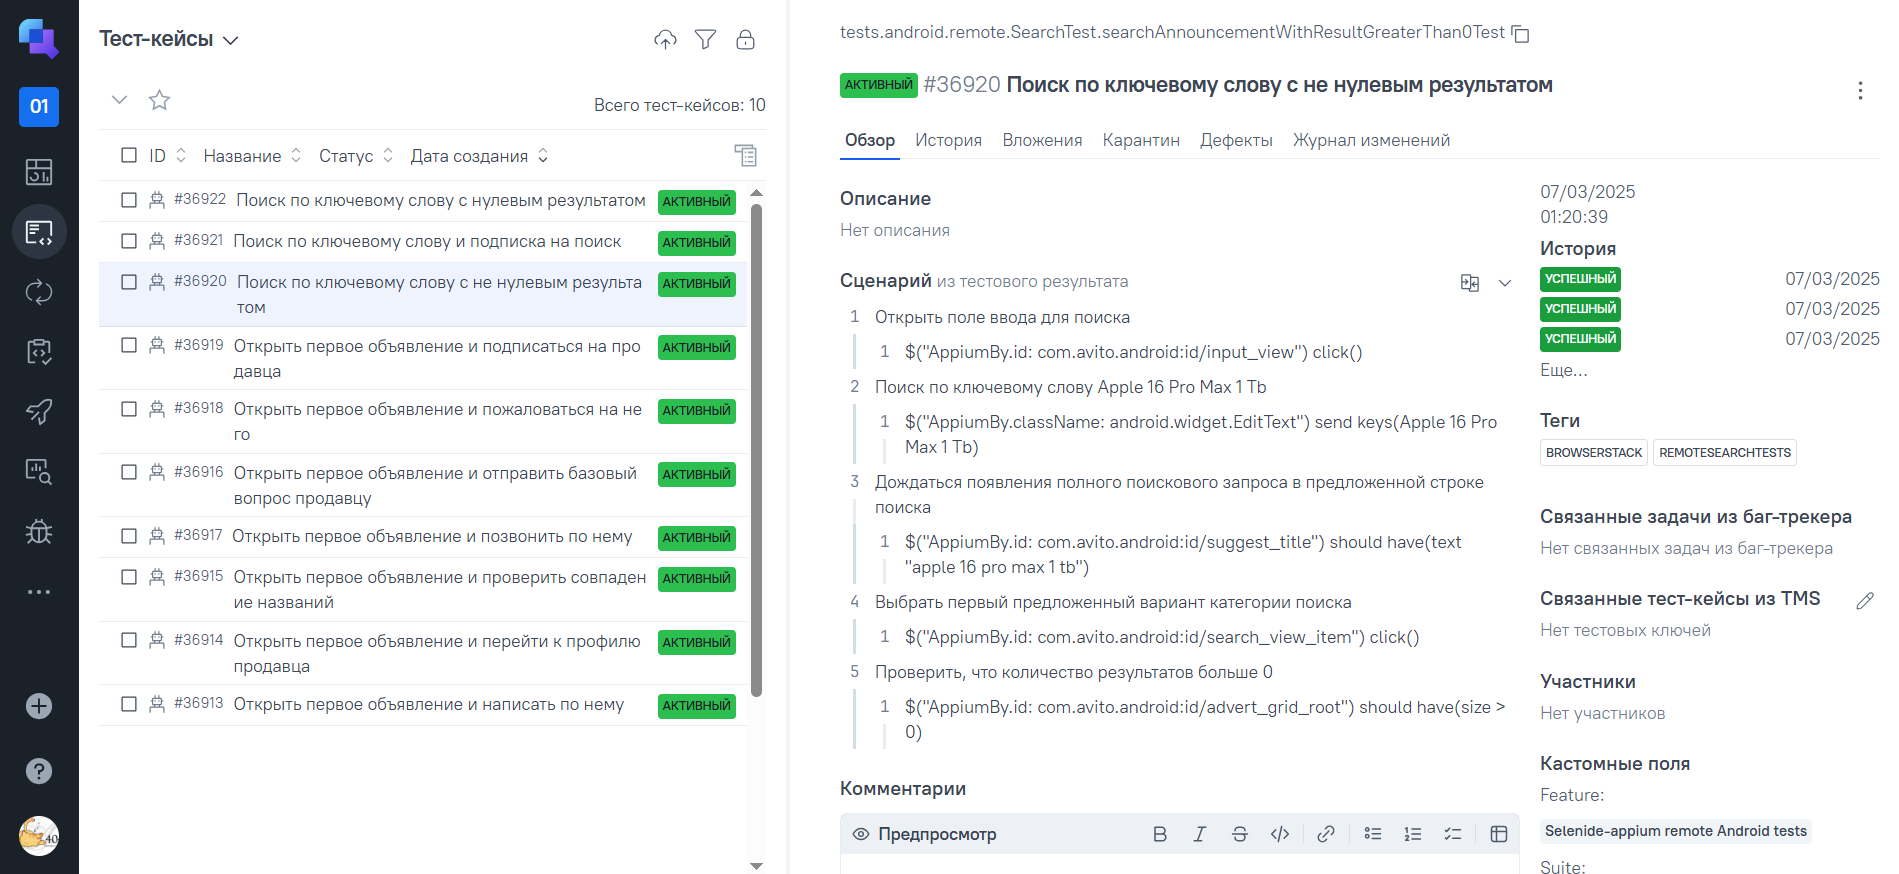 01
Тест-кейсы
Всего тест-кейсов: 10
ID Название Статус Дата создания
#36922 Поиск по ключевому слову с нулевым результатом АКТИВНЫЙ
#36921 Поиск по ключевому слову и подписка на поиск АКТИВНЫЙ
#36920 Поиск по ключевому слову с не нулевым результа АКТИВНЫЙ
том
#36919 Открыть первое объявление и подписаться на про АКТИВНЫЙ
давца
#36918 Открыть первое объявление и пожаловаться на не АКТИВНЫЙ
го
#36916 Открыть первое объявление и отправить базовый АКТИВНЫЙ
вопрос продавцу
#36917 Открыть первое объявление и позвонить по нему АКТИВНЫЙ
#36915 Открыть первое объявление и проверить совпаден АКТИВНЫЙ
ие названий
#36914 Открыть первое объявление и перейти к профилю АКТИВНЫЙ
продавца
#36913 Открыть первое объявление и написать по нему АКТИВНЫЙ
40
tests.android.remote.SearchTest.searchAnnouncementWithResultGreaterThan0Test
АКТИВНЫЙ #36920 Поиск по ключевому слову с не нулевым результатом
Обзор История Вложения Карантин Дефекты Журнал изменений
Описание
Нет описания
Сценарий из тестового результата
1 Открыть поле ввода для поиска
1 $("AppiumBy.id: com.avito.android:id/input_view") click()
2 Поиск по ключевому слову Apple 16 Pro Max 1 Tb
1 $("AppiumBy.className: android.widget.EditText") send keys(Apple 16 Pro
Max 1 Tb)
3 Дождаться появления полного поискового запроса в предложенной строке
поиска
1 $("AppiumBy.id: com.avito.android:id/suggest_title") should have(text
"apple 16 pro max 1 tb")
4 Выбрать первый предложенный вариант категории поиска
1 $("AppiumBy.id: com.avito.android:id/search_view_item") click()
5 Проверить, что количество результатов больше 0
1 $("AppiumBy.id: com.avito.android:id/advert_grid_root") should have(size >
0)
Комментарии
Предпросмотр
07/03/2025
01:20:39
История
УСПЕШНЫЙ 07/03/2025
УСПЕШНЫЙ 07/03/2025
УСПЕШНЫЙ 07/03/2025
Еще...
Теги
BROWSERSTACK REMOTESEARCHTESTS
Связанные задачи из баг-трекера
Нет связанных задач из баг-трекера
Связанные тест-кейсы из TMS
Нет тестовых ключей
Участники
Нет участников
Кастомные поля
Feature:
Selenide-appium remote Android tests
Suite: